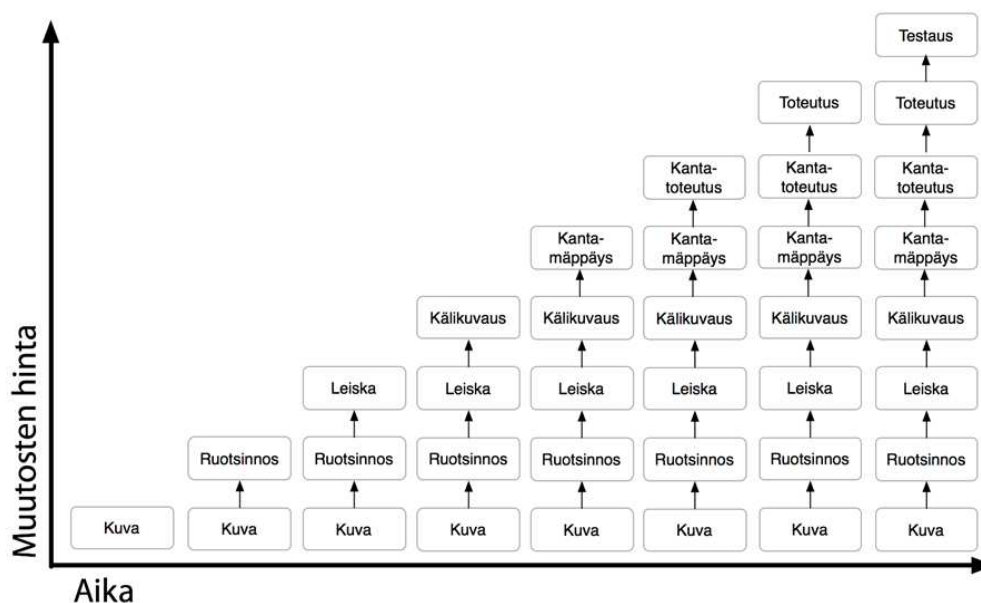 Testaus
Toteutus
Toteutus
Kanta-
toteutus
Kanta-
toteutus
Kanta-
toteutus
Kanta-
mäppäys
Kanta-
mäppäys
Kanta-
mäppäys
Kanta-
mäppäys
Kälikuvaus
Kälikuvaus
Kälikuvaus
Kälikuvaus
Kälikuvaus
Leiska
Leiska
Leiska
Leiska
Leiska
Leiska
Ruotsinnos
Ruotsinnos
Ruotsinnos
Ruotsinnos
Ruotsinnos
Ruotsinnos
Ruotsinnos
Kuva
Kuva
Kuva
Kuva
Kuva
Kuva
Kuva
Kuva
Muutosten hinta
Aika